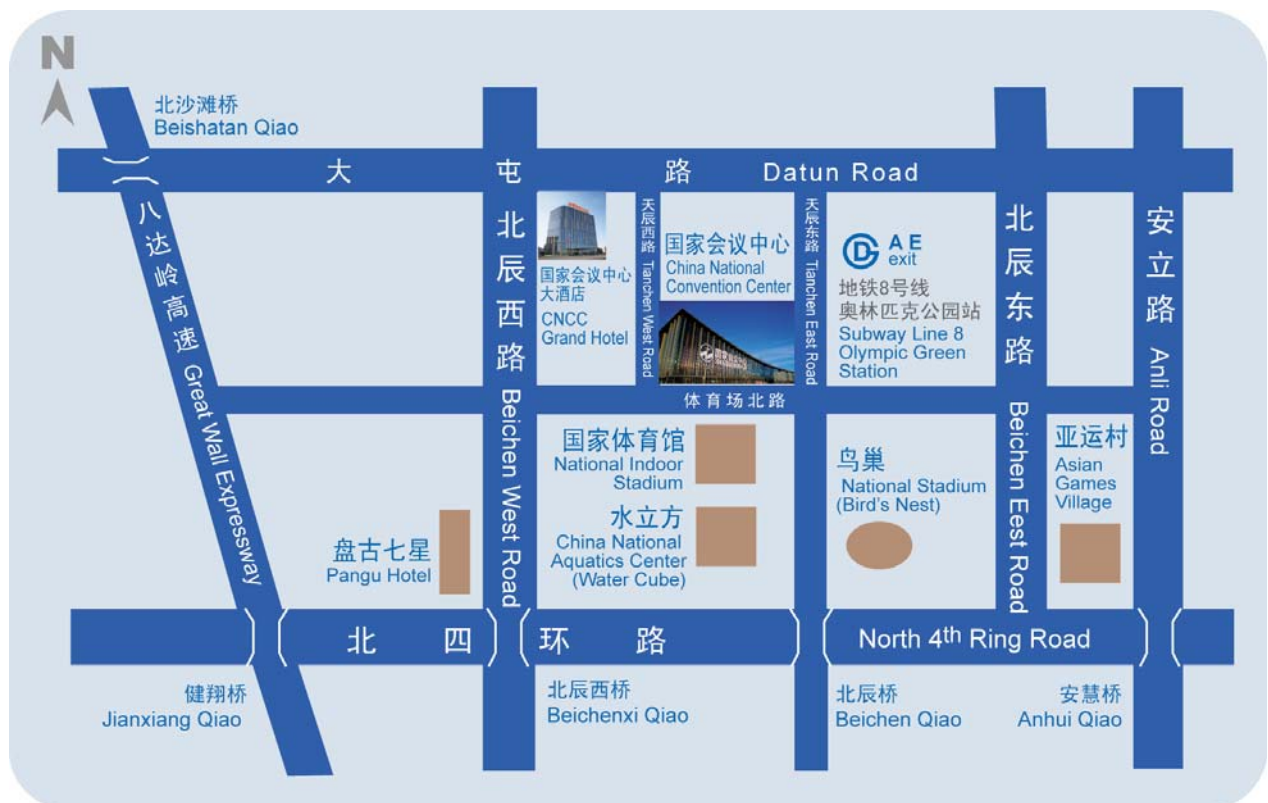 N
北沙滩桥
Beishatan Qiao
大屯路 Datun Road
八达岭高速 Great Wall Expressway
北辰西路 Beichen West Road
国家会议中心
大酒店
CNCC
Grand Hotel
天辰西路 Tianchen West Road
国家会议中心
China National
Convention Center
天辰东路 Tianchen East Road
A E
exit
地铁8号线
奥林匹克公园站
Subway Line 8
Olympic Green
Station
北辰东路 Beichen Eest Road
安立路 Anli Road
体育场北路
国家体育馆
National Indoor
Stadium
水立方
China National
Aquatics Center
(Water Cube)
鸟巢
National Stadium
(Bird's Nest)
亚运村
Asian
Games
Village
盘古七星
Pangu Hotel
北四环路 North 4th Ring Road
健翔桥
Jianxiang Qiao
北辰西桥
Beichenxi Qiao
北辰桥
Beichen Qiao
安慧桥
Anhui Qiao